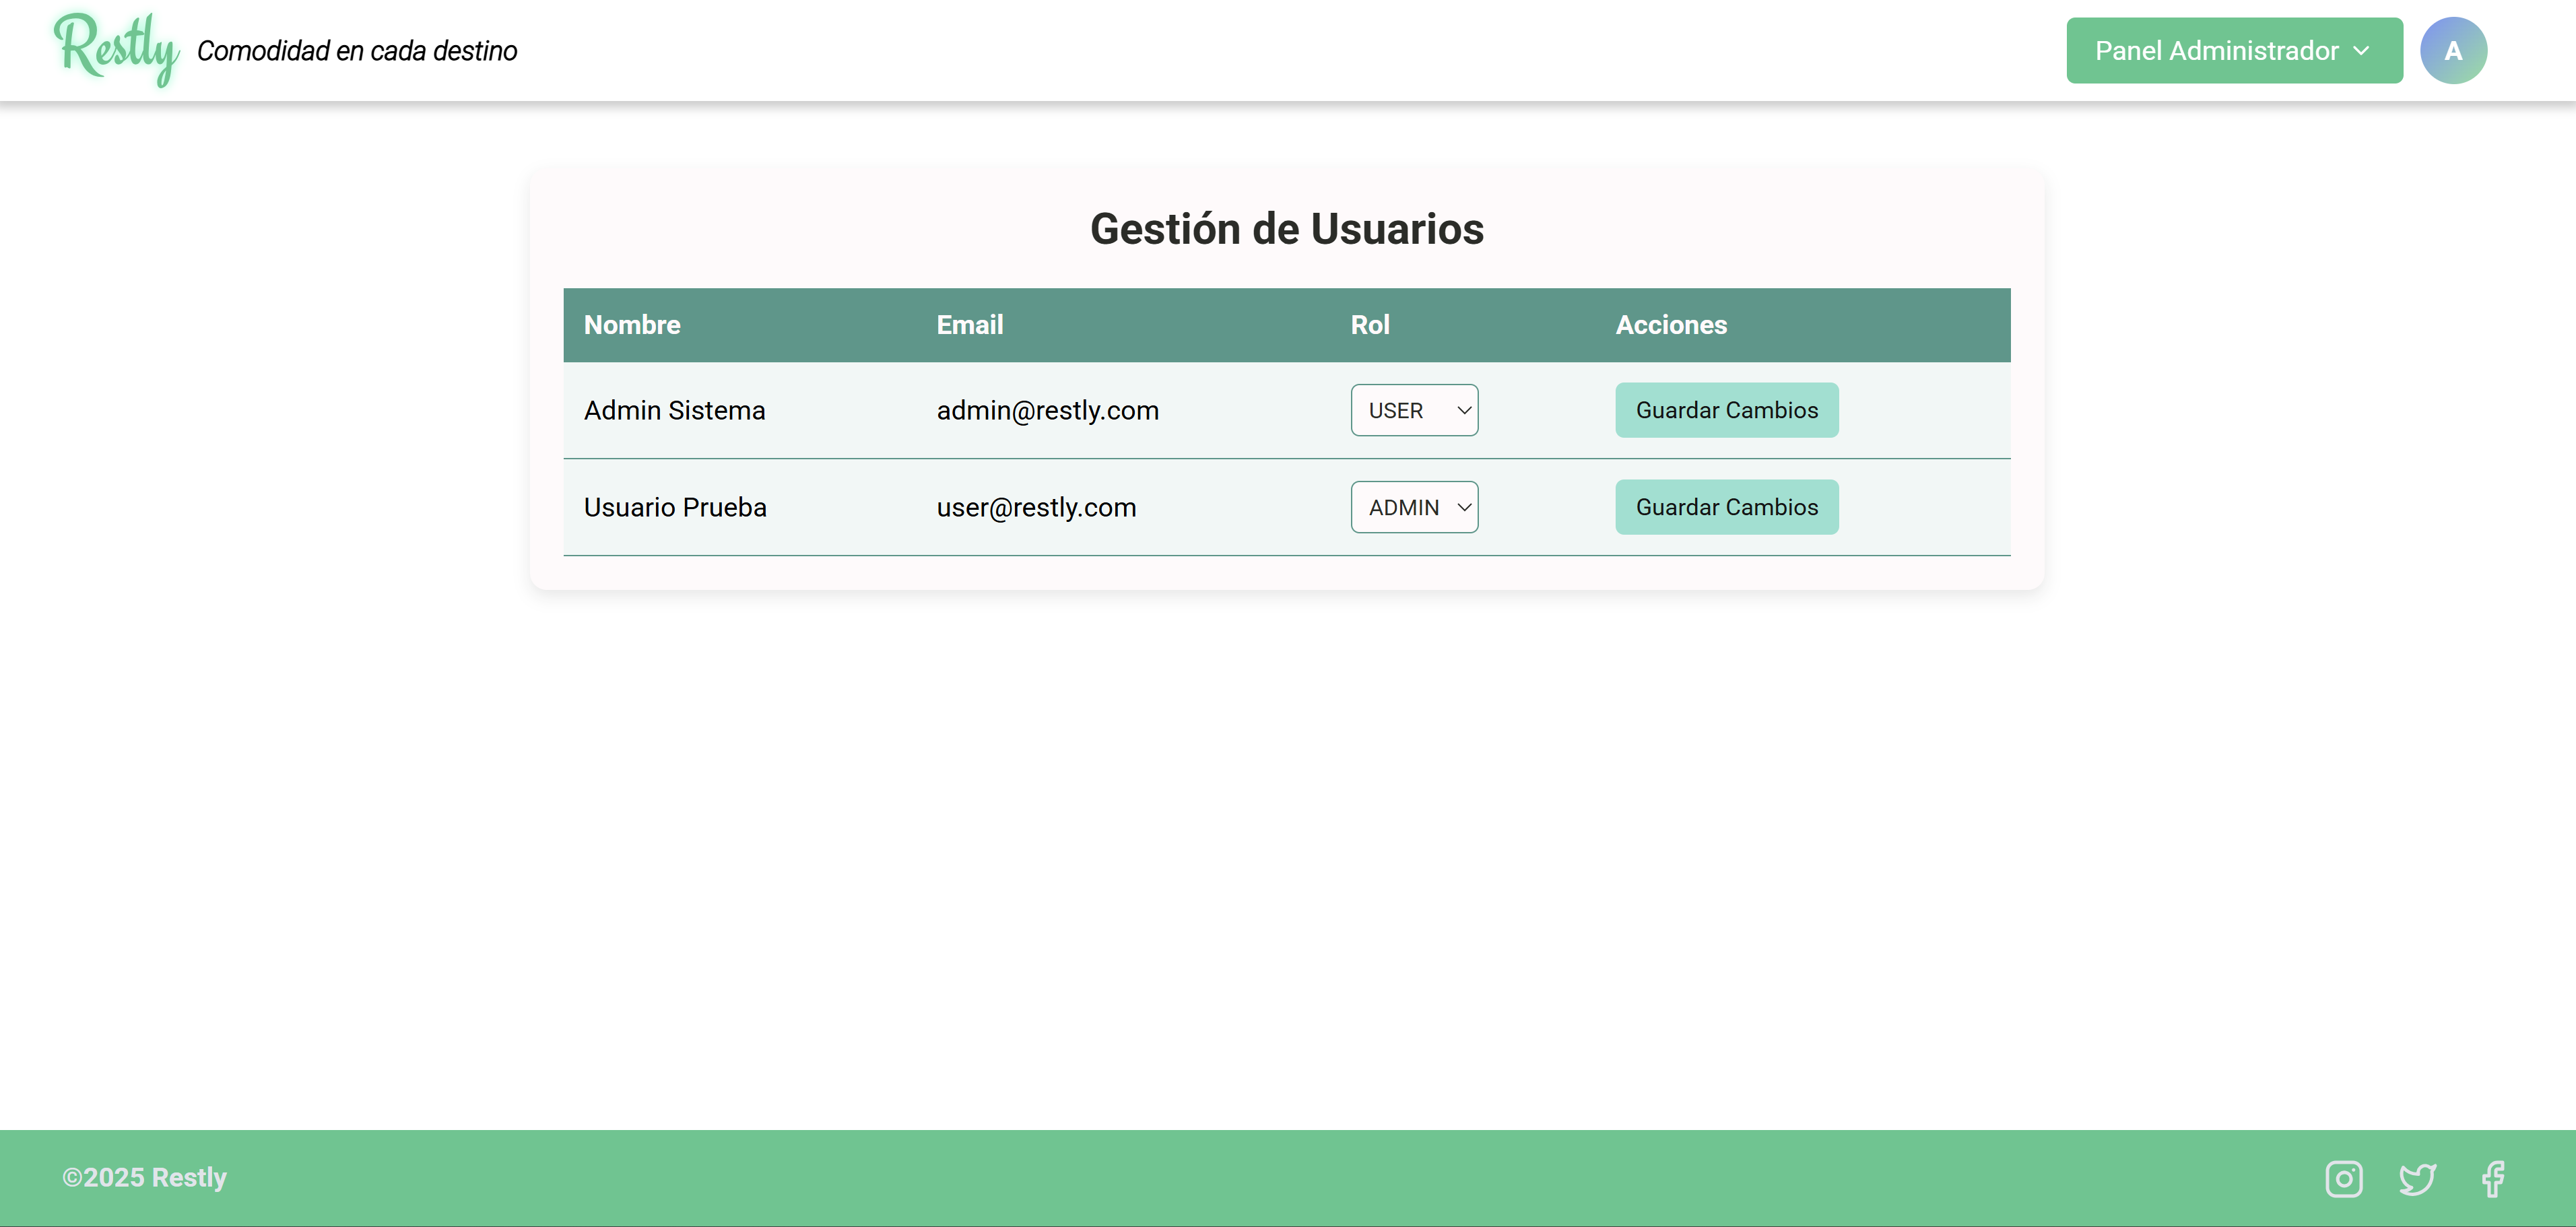 Restly Comodidad en cada destino Panel Administrador A
Gestión de Usuarios
Nombre Email Rol Acciones
Admin Sistema admin@restly.com USER Guardar Cambios
Usuario Prueba user@restly.com ADMIN Guardar Cambios
©2025 Restly